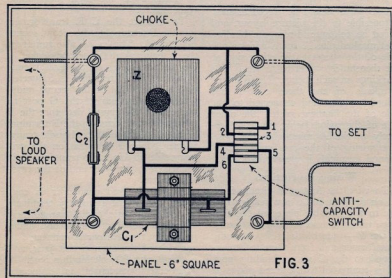 CHOKE
Z
C2
1
2
3
4
5
6
TO
LOUD
SPEAKER
TO SET
ANTI-
CAPACITY
SWITCH
C1
PANEL - 6" SQUARE
FIG. 3